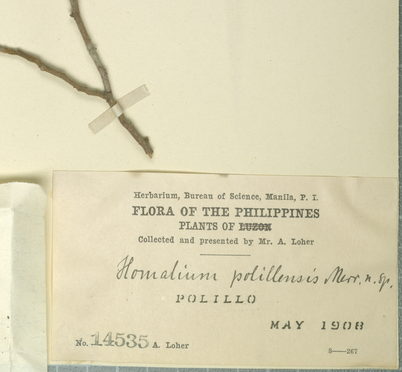 Herbarium, Bureau of Science, Manila, P. I.
FLORA OF THE PHILIPPINES
PLANTS OF LUZON
Collected and presented by Mr. A. Loher
Homalium polillensis Merr. n. sp.
POLILLO
MAY 1908
No. 14535 A. Loher
8—267